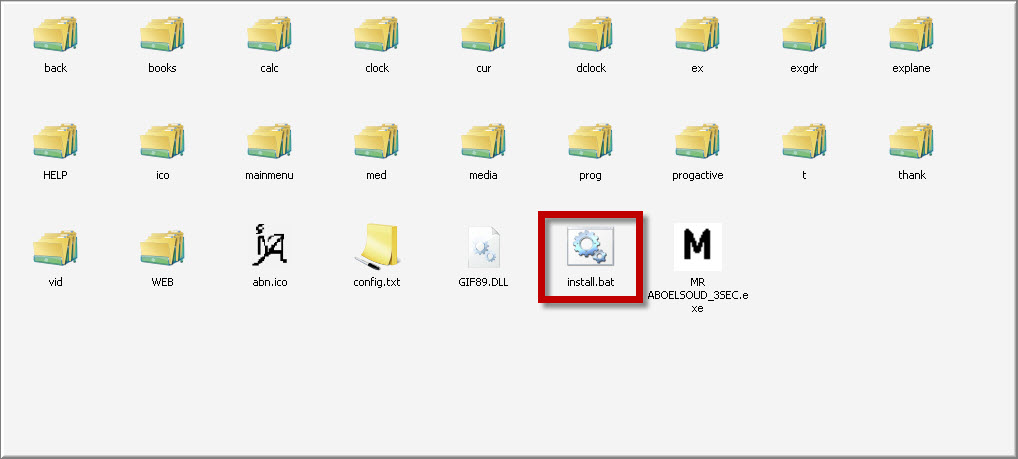 back
books
calc
clock
cur
dclock
ex
exgdr
explane
HELP
ico
mainmenu
med
media
prog
progactive
t
thank
vid
WEB
abn.ico
config.txt
GIF89.DLL
install.bat
M
MR
ABOELSOUD_3SEC.e
xe